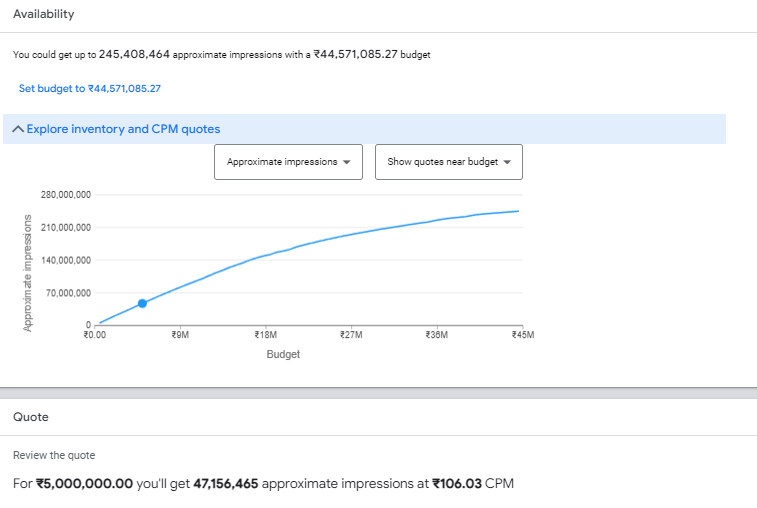 Availability
You could get up to 245,408,464 approximate impressions with a ₹44,571,085.27 budget
Set budget to ₹44,571,085.27
Explore inventory and CPM quotes
Approximate impressions
Show quotes near budget
280,000,000
210,000,000
140,000,000
70,000,000
0
Approximate impressions
₹0.00 ₹9M ₹18M ₹27M ₹36M ₹45M
Budget
Quote
Review the quote
For ₹5,000,000.00 you'll get 47,156,465 approximate impressions at ₹106.03 CPM